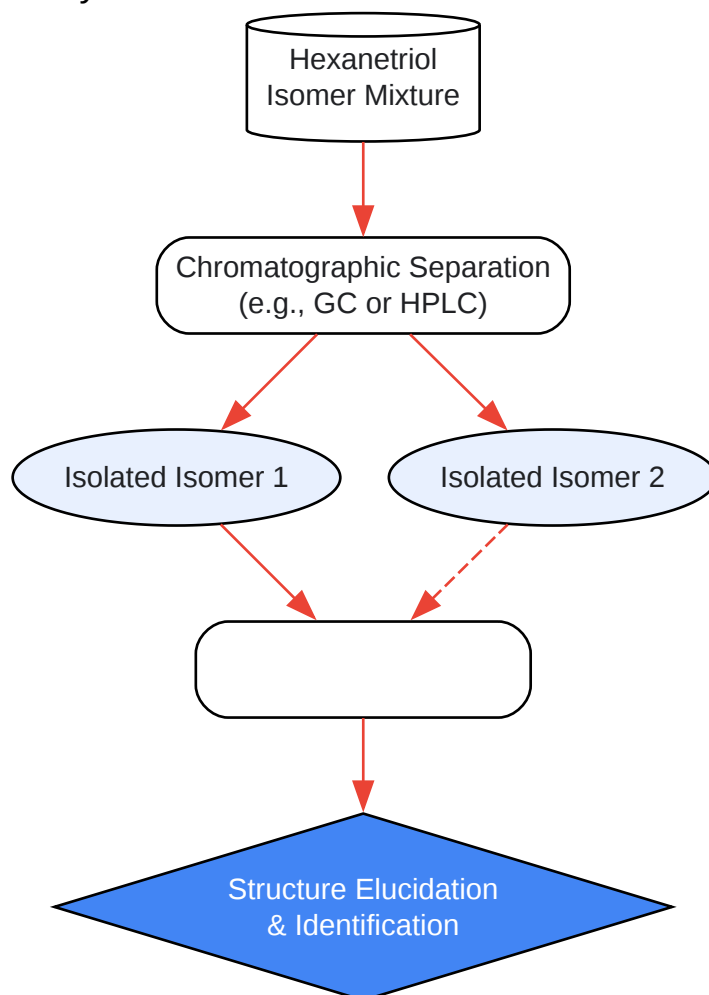 Hexanetriol
Isomer Mixture
Chromatographic Separation
(e.g., GC or HPLC)
Isolated Isomer 1
Isolated Isomer 2
Structure Elucidation
& Identification